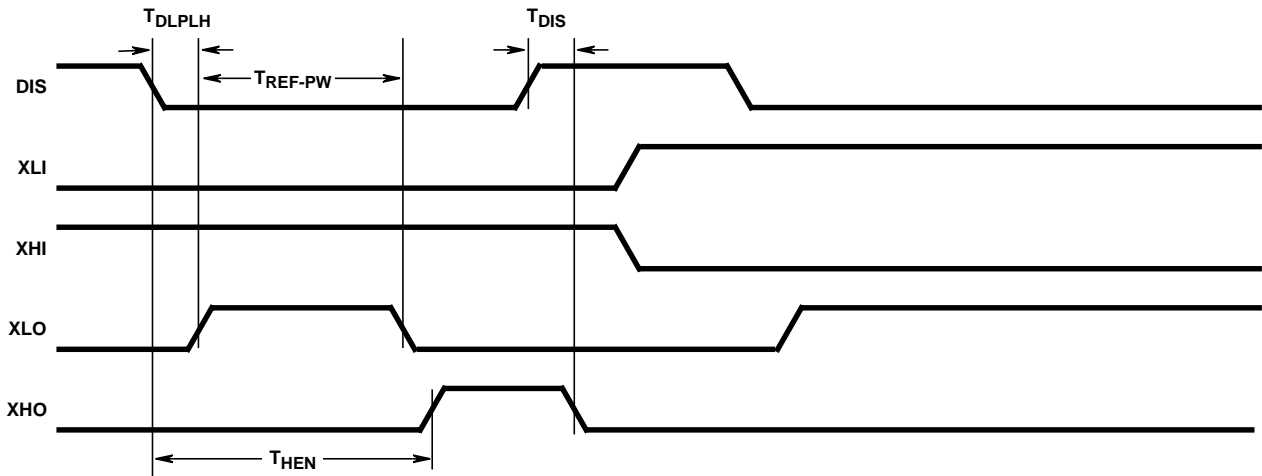 TDLPLH
TDIS
TREF-PW
DIS
XLI
XHI
XLO
XHO
THEN